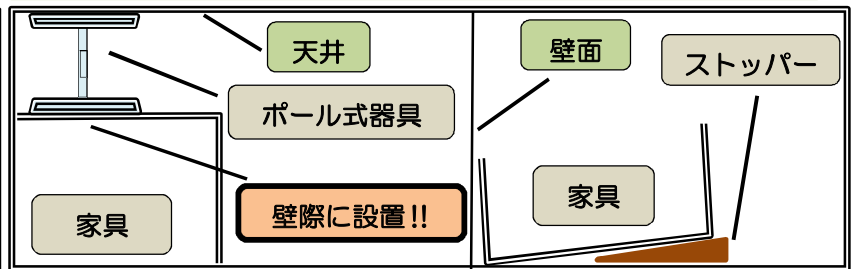 天井
ポール式器具
家具
壁際に設置!!
壁面
ストッパー
家具